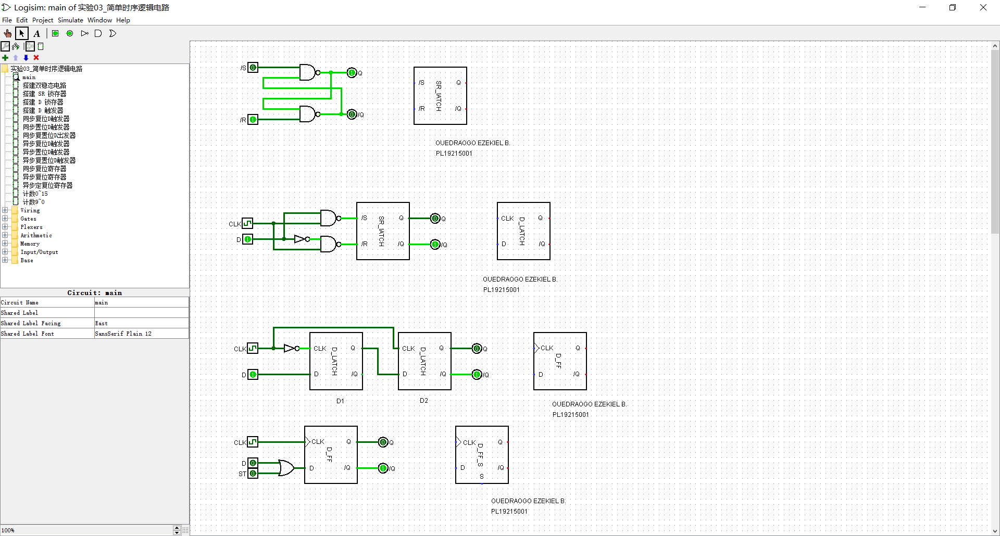 Logisim: main of 实验03_简单时序逻辑电路
File Edit Project Simulate Window Help
A
实验03_简单时序逻辑电路
main
搭建双稳态电路
搭建 SR 锁存器
搭建 D 锁存器
搭建 D 触发器
同步复位D触发器
同步置位D触发器
同步复置位D出发器
异步复位D触发器
异步置位D触发器
异步复置位D触发器
同步复位寄存器
异步复位寄存器
异步定复位寄存器
计数0~15
计数9~0
Wiring
Gates
Plexers
Arithmetic
Memory
Input/Output
Base
Circuit: main
Circuit Name main
Shared Label
Shared Label Facing East
Shared Label Font SansSerif Plain 12
100%
/S 0 1 Q
/R 1 0 /Q
/S SR_lATCH Q
/R /Q
OUEDRAOGO EZEKIEL B.
PL19215001
CLK /S SR_lATCH Q 0 Q
D 1 /R /Q 1 /Q
CLK D_LATCH Q
D /Q
OUEDRAOGO EZEKIEL B.
PL19215001
CLK CLK D_LATCH Q CLK D_LATCH Q 0 Q
D 1 D /Q D /Q 1 /Q
D1 D2
CLK D_FF Q
D /Q
OUEDRAOGO EZEKIEL B.
PL19215001
CLK CLK D_FF Q 0 Q
D 0 D /Q 1 /Q
ST 0
CLK D_FF_S Q
D /Q
S
OUEDRAOGO EZEKIEL B.
PL19215001